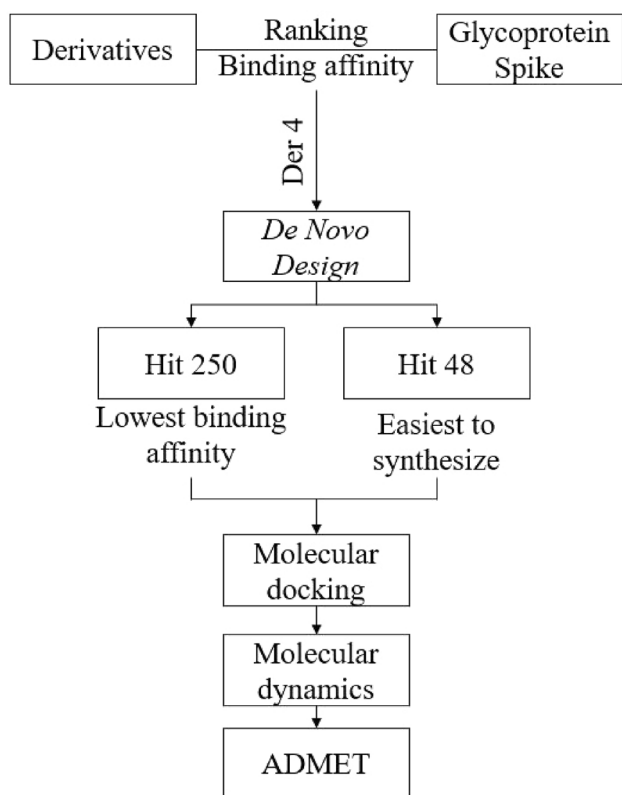 Derivatives
Ranking
Binding affinity
Glycoprotein
Spike
Der 4
De Novo
Design
Hit 250
Hit 48
Lowest binding
affinity
Easiest to
synthesize
Molecular
docking
Molecular
dynamics
ADMET